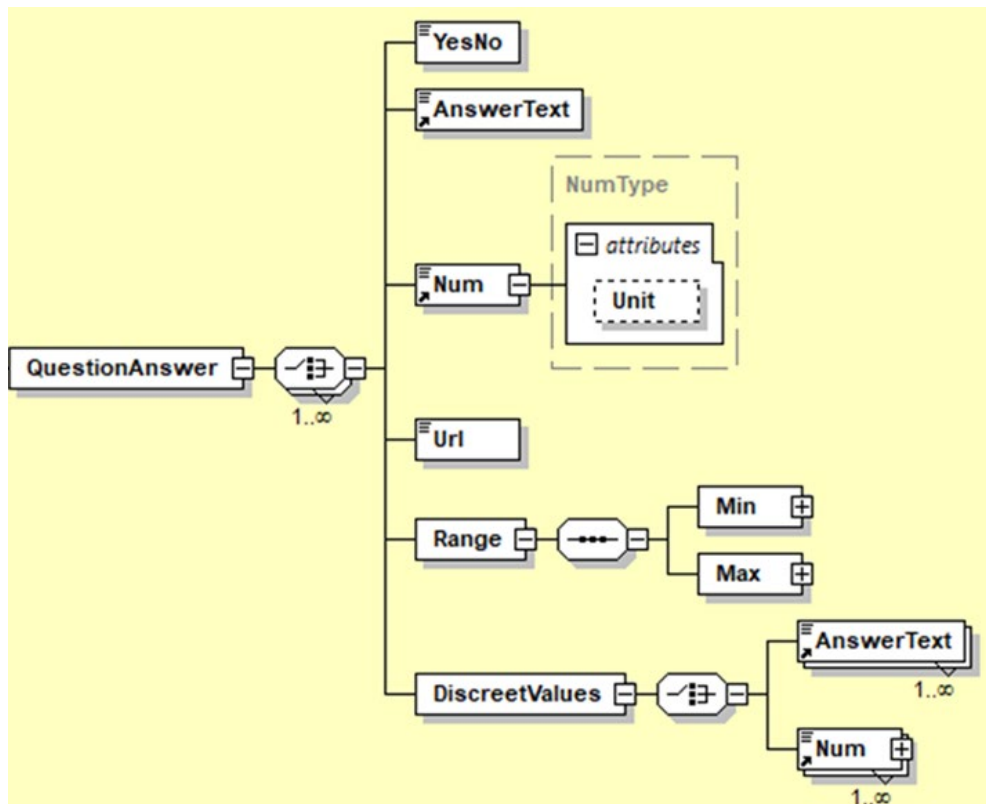 YesNo
AnswerText
NumType
attributes
Num
Unit
QuestionAnswer
1..∞
Url
Min
Range
Max
AnswerText
1..∞
DiscreetValues
Num
1..∞